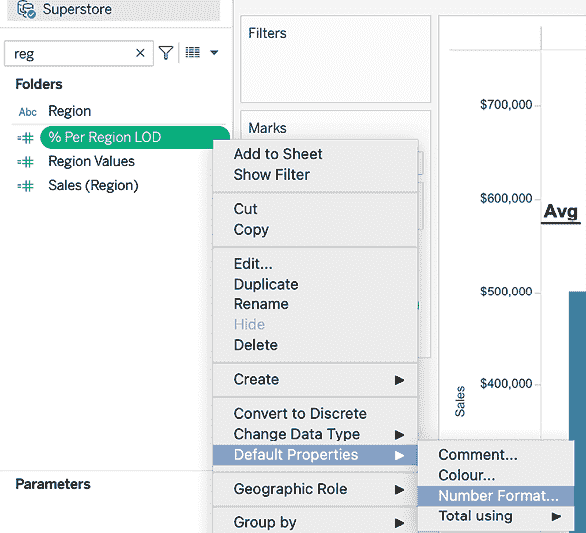 Superstore
reg
Folders
Abc Region
% Per Region LOD
Region Values
Sales (Region)
Parameters
Filters
Marks
Add to Sheet
Show Filter
Cut
Copy
Edit...
Duplicate
Rename
Hide
Delete
Create
Convert to Discrete
Change Data Type
Default Properties
Geographic Role
Group by
Comment...
Colour...
Number Format...
Total using
$700,000
$600,000
Avg
$500,000
$400,000
Sales